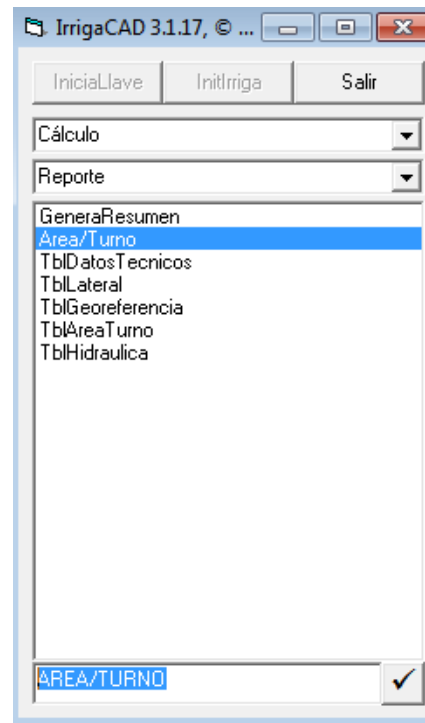 IrrigaCAD 3.1.17, © ...
IniciaLlave InitIrriga Salir
Cálculo
Reporte
GeneraResumen
Area/Turno
TblDatosTecnicos
TblLateral
TblGeoreferencia
TblAreaTurno
TblHidraulica
AREA/TURNO